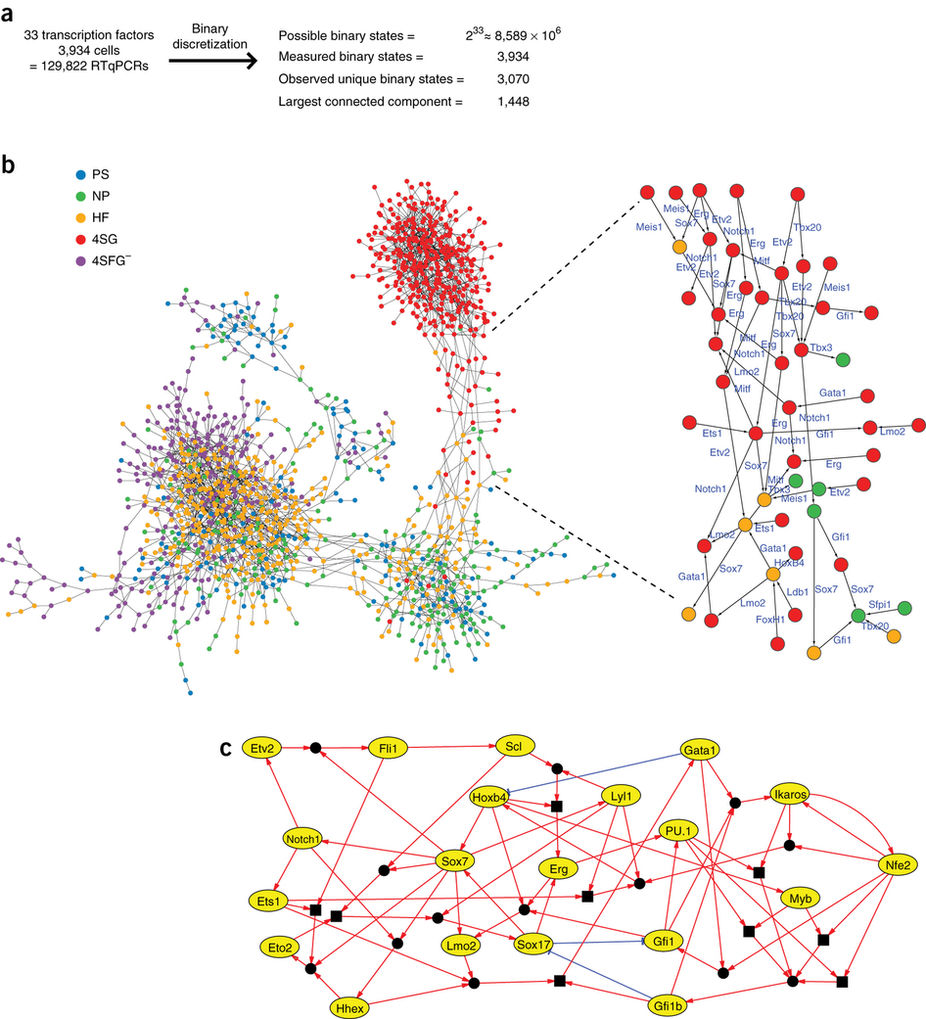 a
33 transcription factors
3,934 cells
= 129,822 RTqPCRs
Binary
discretization
Possible binary states = 2³³ ≈ 8,589 × 10⁶
Measured binary states = 3,934
Observed unique binary states = 3,070
Largest connected component = 1,448
b
PS
NP
HF
4SG
4SFG⁻
Meis1
Erg
Etv2
Meis1
Sox7
Notch1
Tbx20
Erg
Etv2
Notch1
Mitf
Etv2
Etv2
Sox7
Etv2
Meis1
Erg
Tbx20
Erg
Tbx20
Gfi1
Mitf
Erg
Sox7
Tbx3
Notch1
Lmo2
Mitf
Gata1
Notch1
Erg
Ets1
Gfi1
Lmo2
Notch1
Etv2
Sox7
Erg
Mitf
Notch1
Tbx3
Meis1
Etv2
Ets1
Lmo2
Gfi1
Gata1
HoxB4
Gata1
Sox7
Ldb1
Sox7
Sox7
Lmo2
Sfpi1
FoxH1
Tbx20
Gfi1
c
Etv2
Fli1
Scl
Gata1
Hoxb4
Lyl1
Ikaros
Notch1
PU.1
Sox7
Erg
Nfe2
Ets1
Myb
Eto2
Lmo2
Sox17
Gfi1
Hhex
Gfi1b